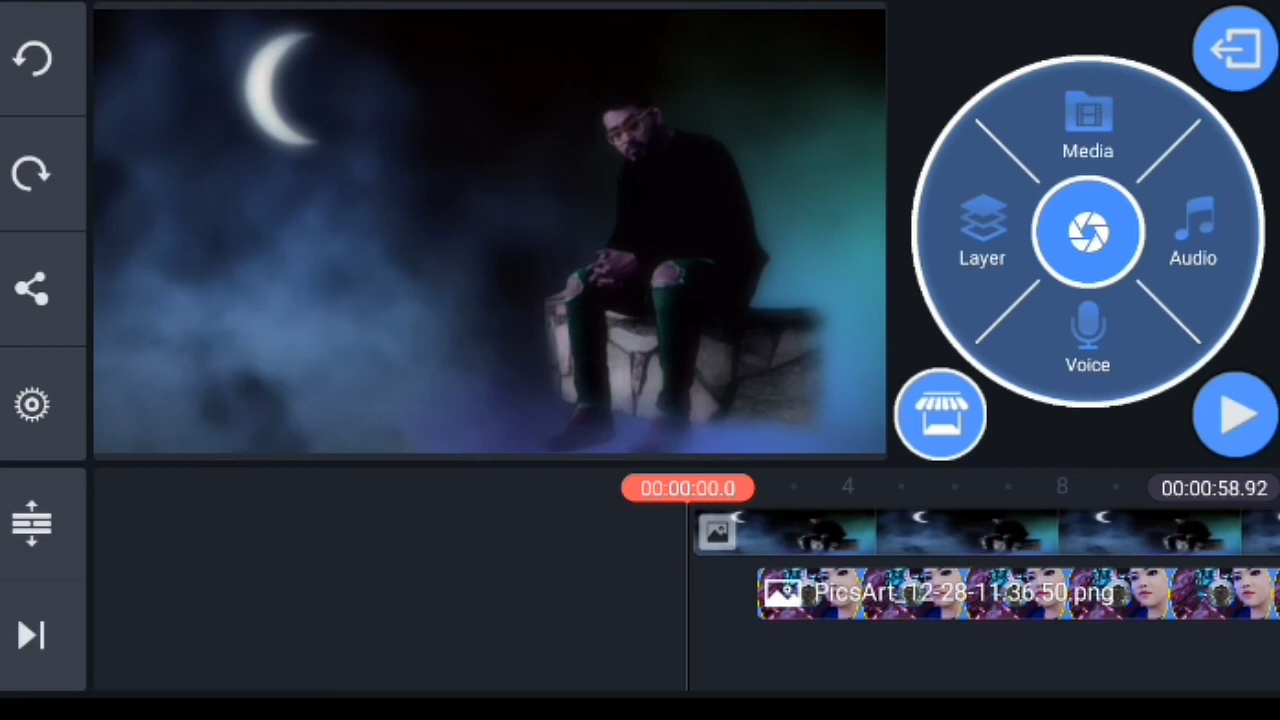 Media
Layer
Audio
Voice
00:00:00.0
4
8
00:00:58.92
PicsArt_12-28-11.36.50.png